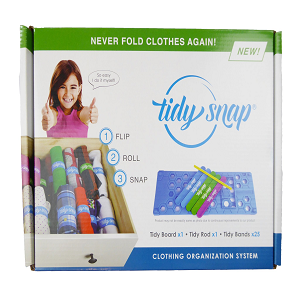 NEVER FOLD CLOTHES AGAIN!
NEW!
So easy
I do it myself!
tidy snap®
1 FLIP
2 ROLL
3 SNAP
Tidy Board x1 • Tidy Rod x1 • Tidy Bands x25
CLOTHING ORGANIZATION SYSTEM